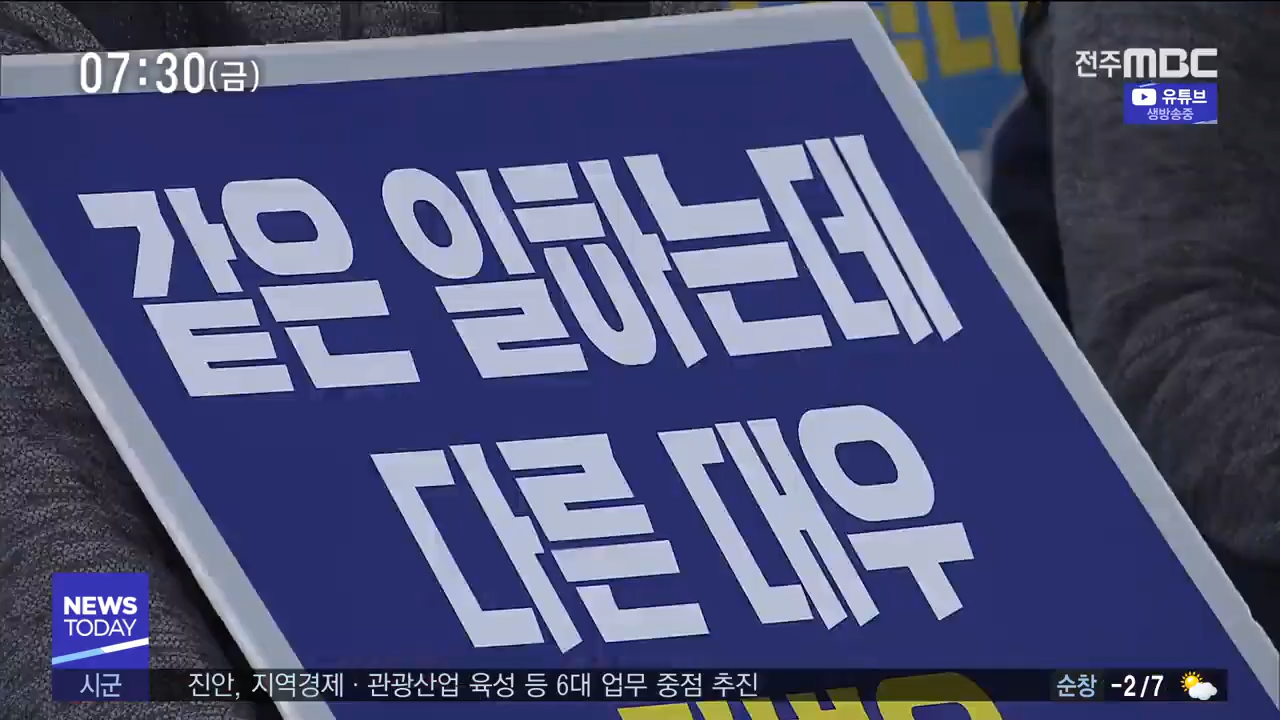 07:30(금)
전주MBC
유튜브
생방송중
같은 일하는데
다른 대우
NEWS
TODAY
시군
진안, 지역경제·관광산업 육성 등 6대 업무 중점 추진
순창 -2/7